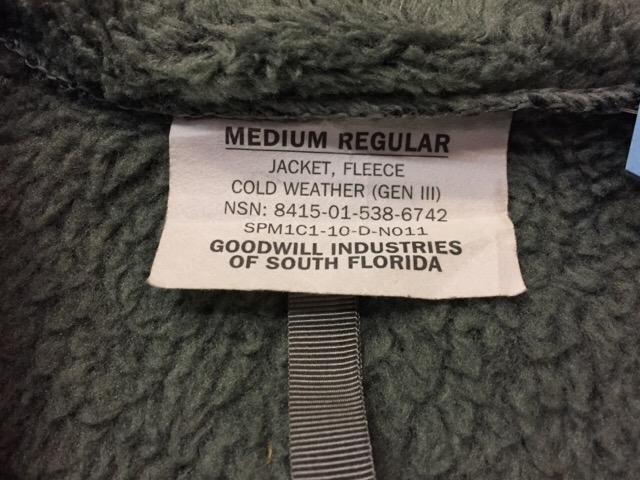 MEDIUM REGULAR
JACKET, FLEECE
COLD WEATHER (GEN III)
NSN: 8415-01-538-6742
SPM1C1-10-D-N011
GOODWILL INDUSTRIES
OF SOUTH FLORIDA